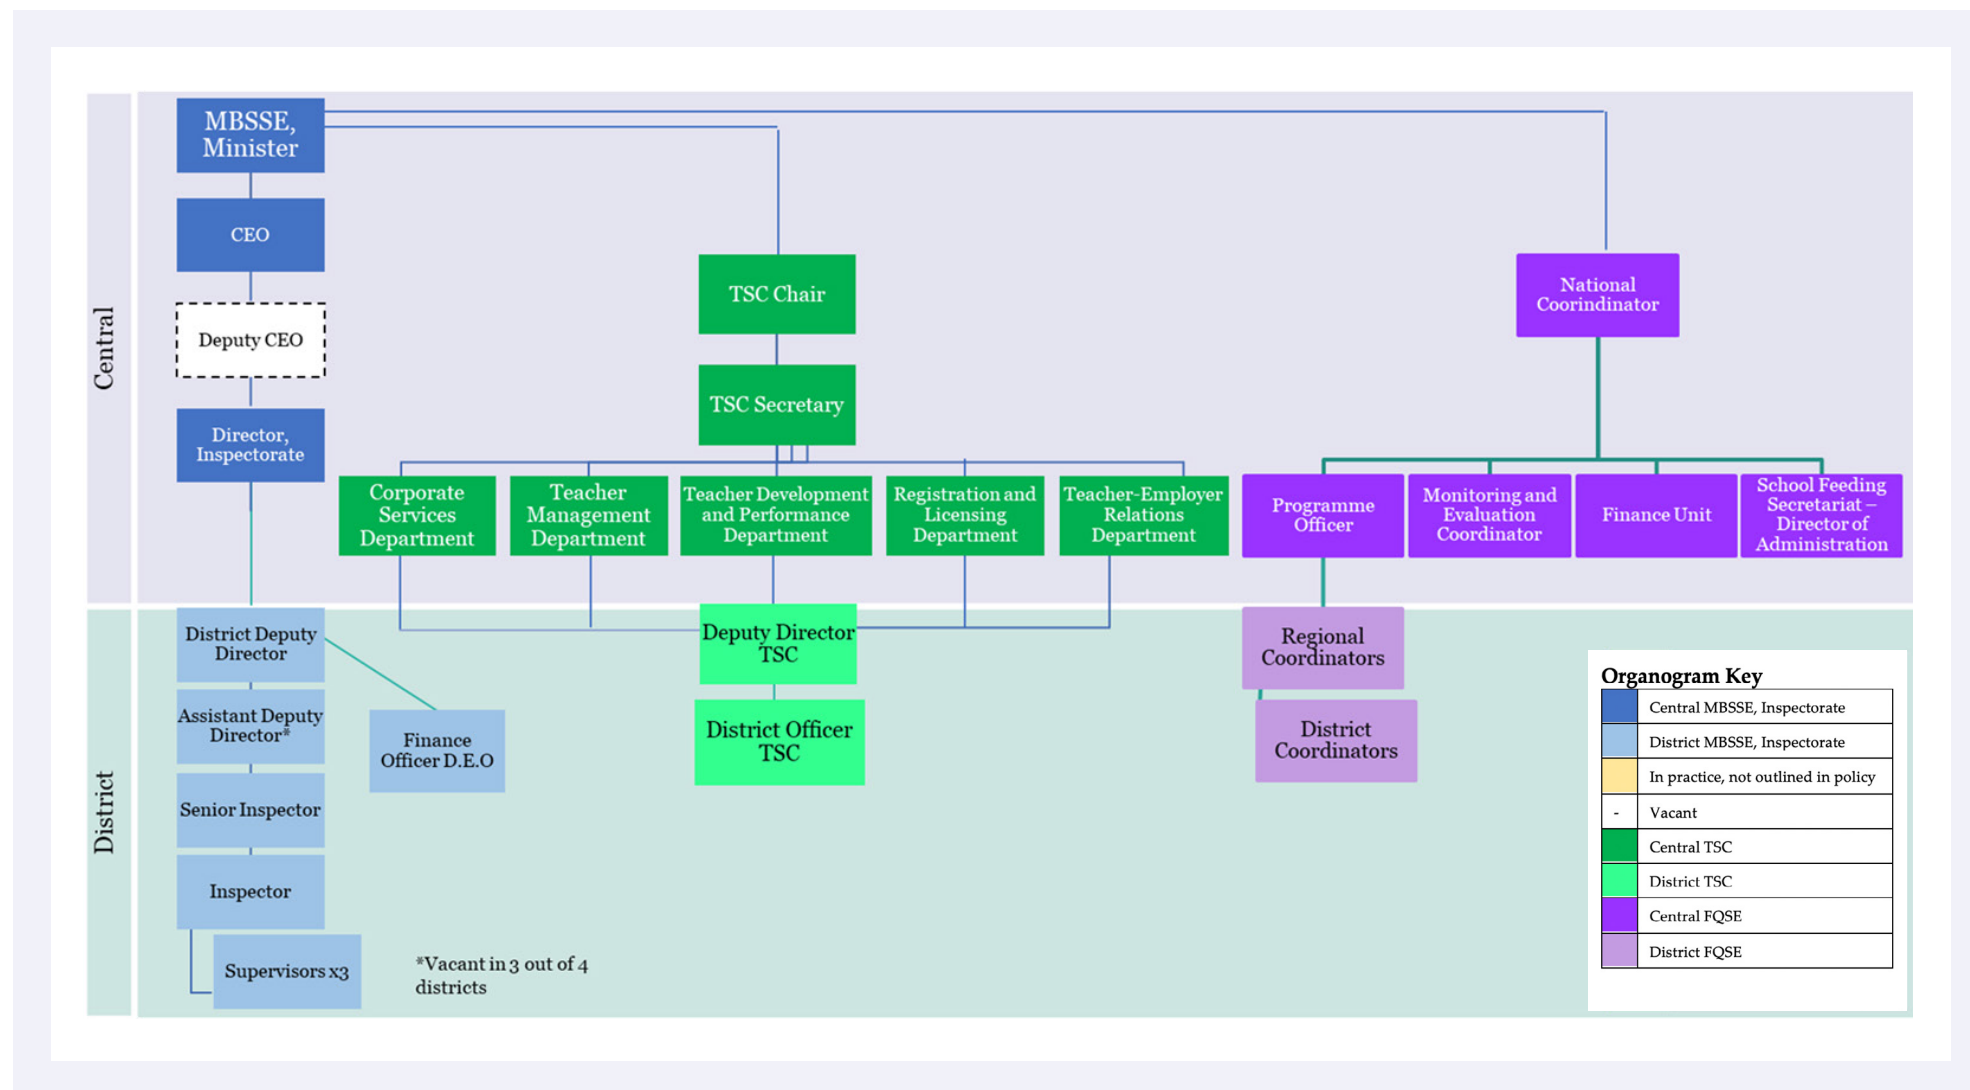 Central
MBSSE,
Minister
CEO
Deputy CEO
Director,
Inspectorate
TSC Chair
TSC Secretary
National
Coorindinator
Corporate
Services
Department
Teacher
Management
Department
Teacher Development
and Performance
Department
Registration and
Licensing
Department
Teacher-Employer
Relations
Department
Programme
Officer
Monitoring and
Evaluation
Coordinator
Finance Unit
School Feeding
Secretariat –
Director of
Administration
District
District Deputy
Director
Assistant Deputy
Director*
Senior Inspector
Inspector
Supervisors x3
Finance
Officer D.E.O
*Vacant in 3 out of 4
districts
Deputy Director
TSC
District Officer
TSC
Regional
Coordinators
District
Coordinators
Organogram Key
Central MBSSE, Inspectorate
District MBSSE, Inspectorate
In practice, not outlined in policy
- Vacant
Central TSC
District TSC
Central FQSE
District FQSE